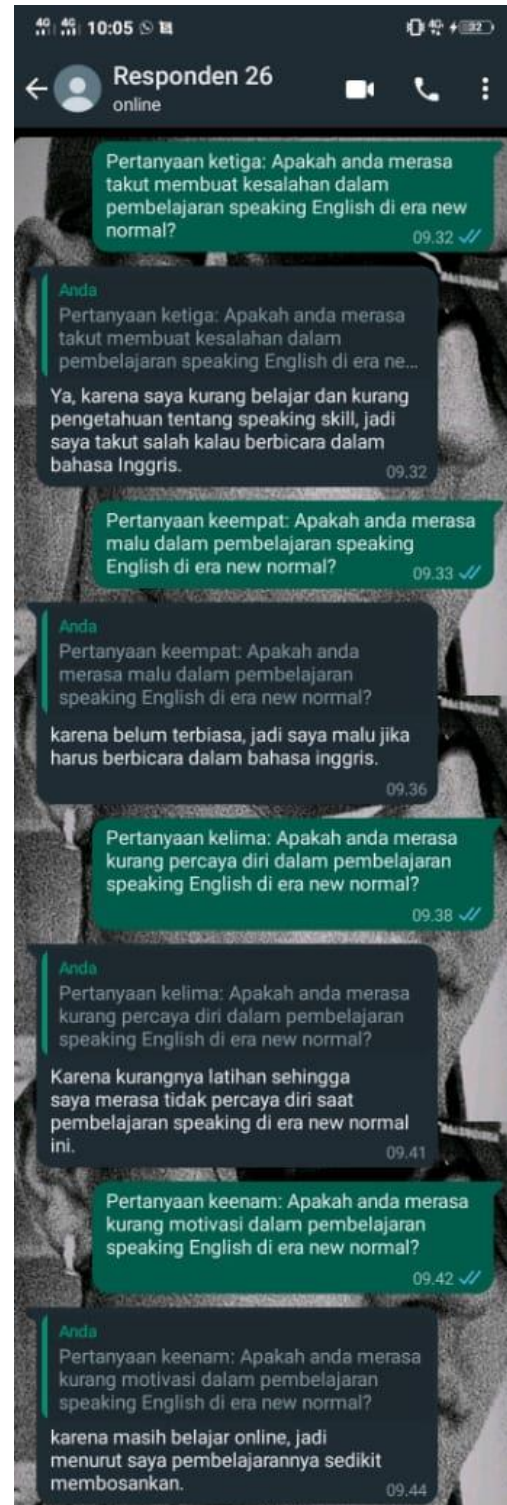 10:05
32
Responden 26
online
Pertanyaan ketiga: Apakah anda merasa
takut membuat kesalahan dalam
pembelajaran speaking English di era new
normal?
09.32
Anda
Pertanyaan ketiga: Apakah anda merasa
takut membuat kesalahan dalam
pembelajaran speaking English di era ne...
Ya, karena saya kurang belajar dan kurang
pengetahuan tentang speaking skill, jadi
saya takut salah kalau berbicara dalam
bahasa Inggris.
09.32
Pertanyaan keempat: Apakah anda merasa
malu dalam pembelajaran speaking
English di era new normal?
09.33
Anda
Pertanyaan keempat: Apakah anda
merasa malu dalam pembelajaran
speaking English di era new normal?
karena belum terbiasa, jadi saya malu jika
harus berbicara dalam bahasa inggris.
09.36
Pertanyaan kelima: Apakah anda merasa
kurang percaya diri dalam pembelajaran
speaking English di era new normal?
09.38
Anda
Pertanyaan kelima: Apakah anda merasa
kurang percaya diri dalam pembelajaran
speaking English di era new normal?
Karena kurangnya latihan sehingga
saya merasa tidak percaya diri saat
pembelajaran speaking di era new normal
ini.
09.41
Pertanyaan keenam: Apakah anda merasa
kurang motivasi dalam pembelajaran
speaking English di era new normal?
09.42
Anda
Pertanyaan keenam: Apakah anda merasa
kurang motivasi dalam pembelajaran
speaking English di era new normal?
karena masih belajar online, jadi
menurut saya pembelajarannya sedikit
membosankan.
09.44